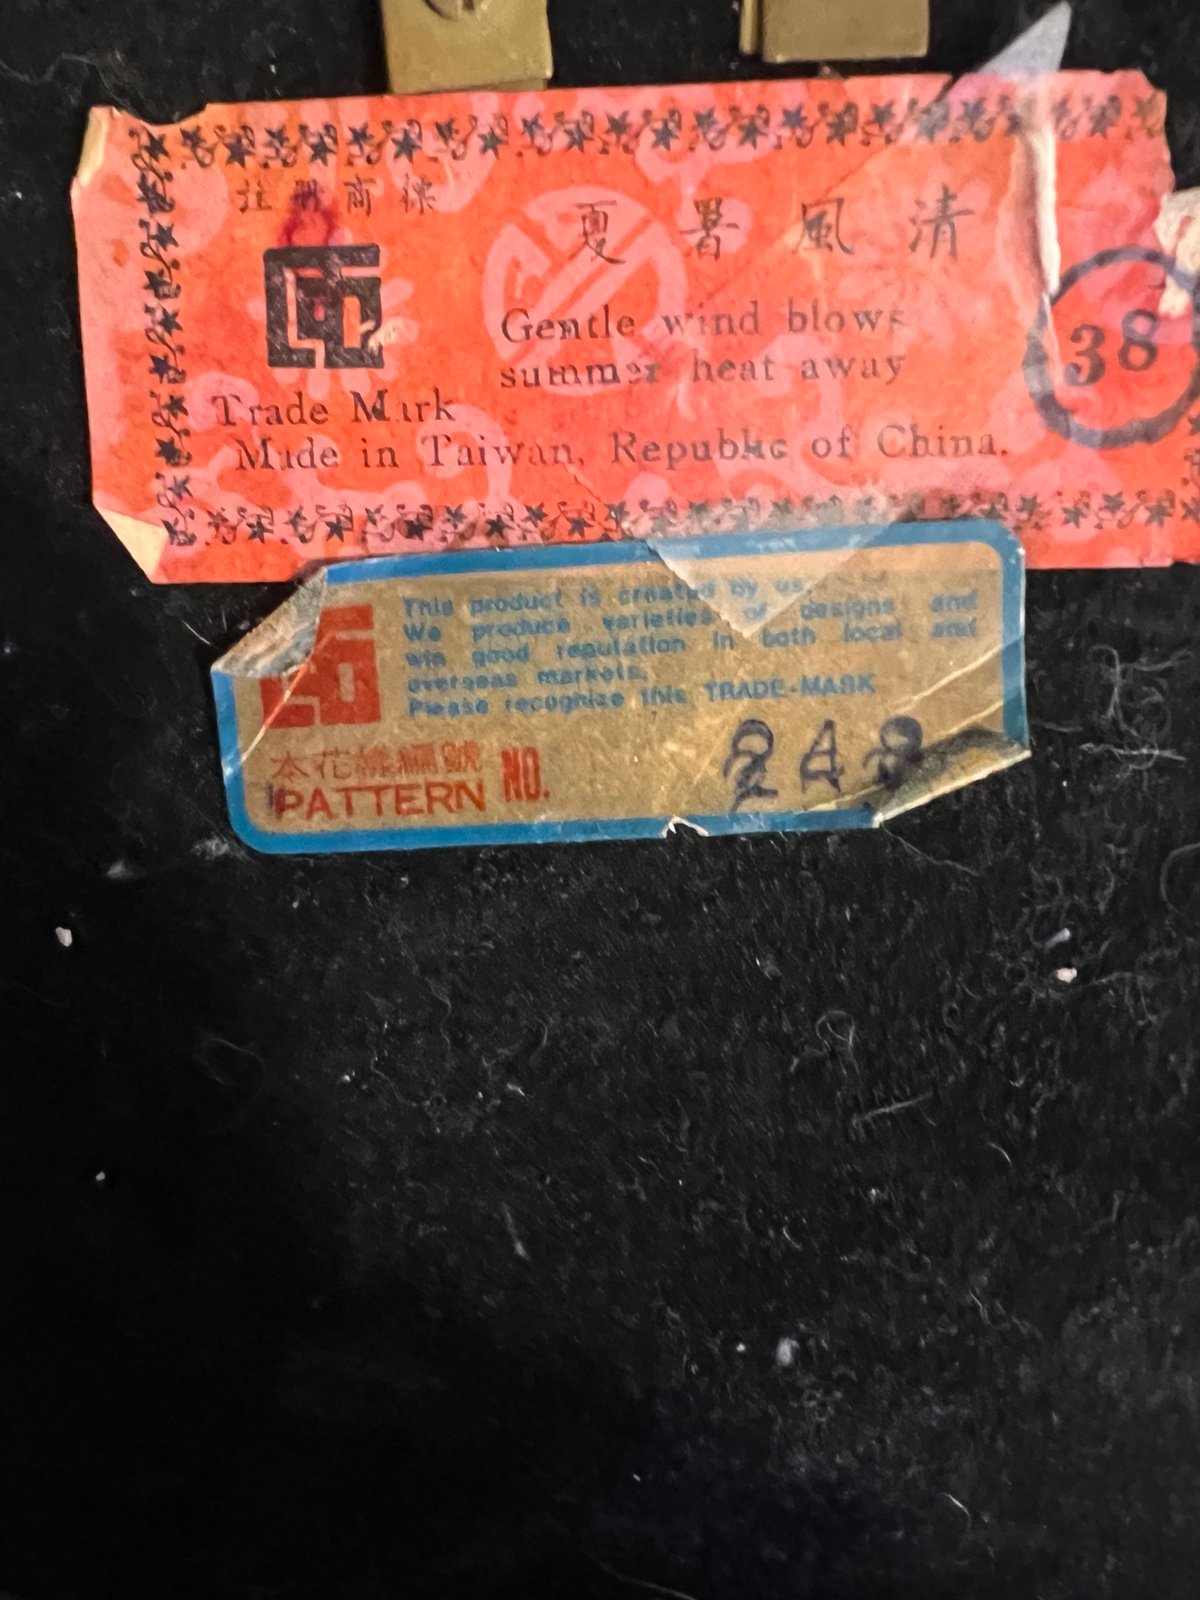 註冊商標
夏暑風清
Gentle wind blows
summer heat away
38
Trade Mark
Made in Taiwan, Republic of China.
This product is created by us
We produce varieties of designs and
win good reputation in both local and
overseas markets.
Please recognize this TRADE-MARK
本花樣編號
PATTERN NO.